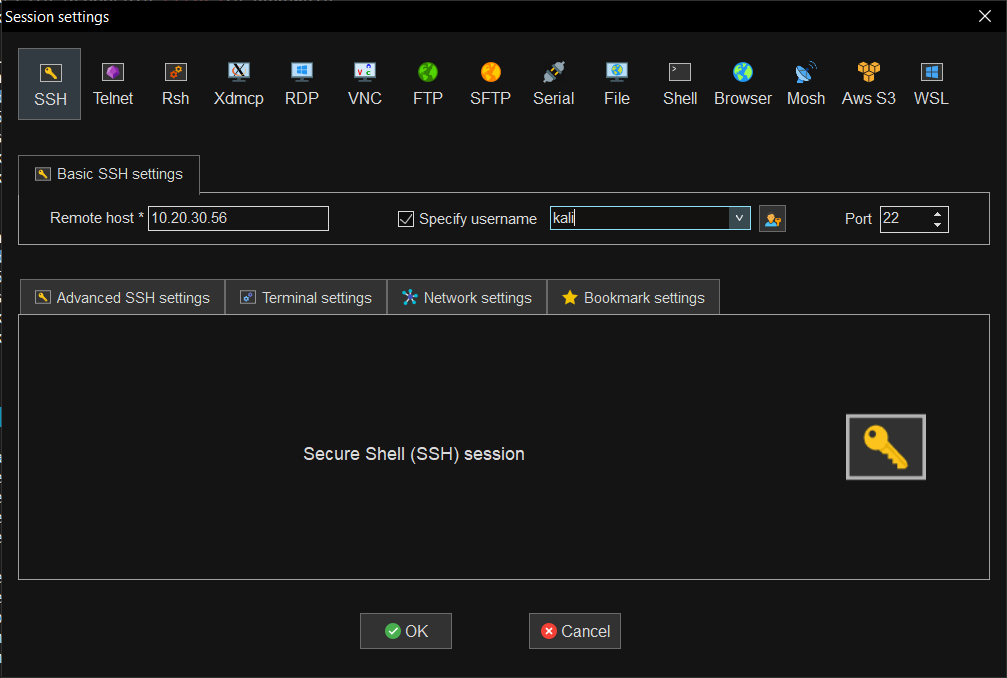 Session settings
SSH Telnet Rsh Xdmcp RDP VNC FTP SFTP Serial File Shell Browser Mosh Aws S3 WSL
Basic SSH settings
Remote host * 10.20.30.56 Specify username kali Port 22
Advanced SSH settings Terminal settings Network settings Bookmark settings
Secure Shell (SSH) session
OK Cancel